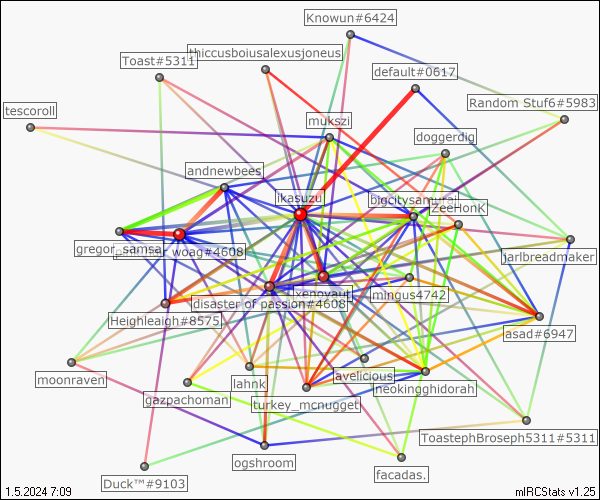 Knowun#6424
thiccusboiusalexusjoneus
Toast#5311
default#0617
Random Stuf6#5983
tescoroll
mukszi
doggerdig
andnewbees
ikasuzu
bigcitysamurai
ZeeHonK
gregor_samsa
woag#4608
jarlbreadmaker
xenovaut
mingus4742
disaster of passion#4608
Heighleaigh#8575
asad#6947
moonraven
lahnk
avelicious
neokingghidorah
gazpachoman
turkey_mcnugget
ToastephBroseph5311#5311
ogshroom
facadas.
Duck™#9103
1.5.2024 7:09
mIRCStats v1.25